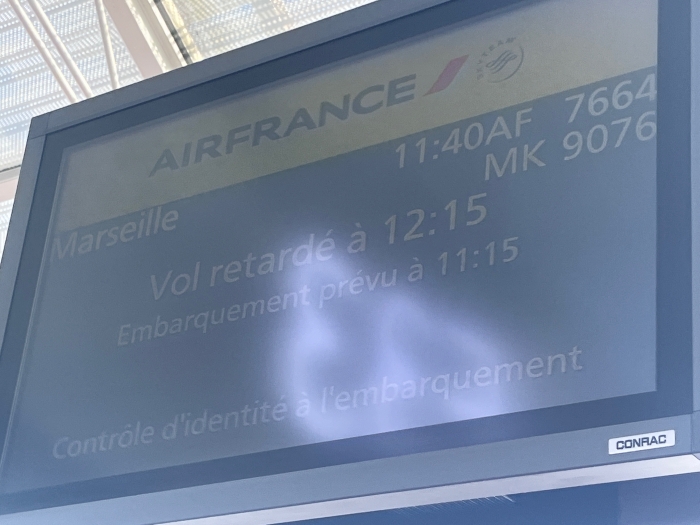 AIRFRANCE
SKYTEAM
11:40AF 7664
MK 9076
Marseille
Vol retardé à 12:15
Embarquement prévu à 11:15
Contrôle d'identité à l'embarquement
CONRAC